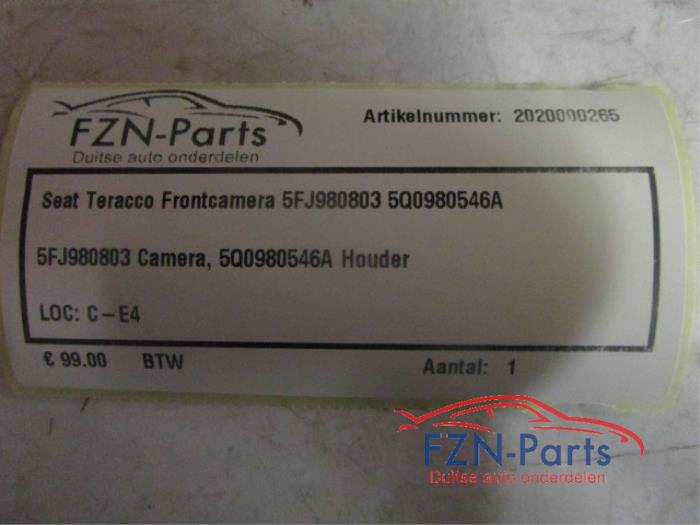 FZN-Parts
Duitse auto onderdelen
Artikelnummer: 2020000265
Seat Teracco Frontcamera 5FJ980803 5Q0980546A
5FJ980803 Camera, 5Q0980546A Houder
LOC: C-E4
€ 99.00 BTW Aantal: 1
FZN-Parts
Duitse auto onderdelen